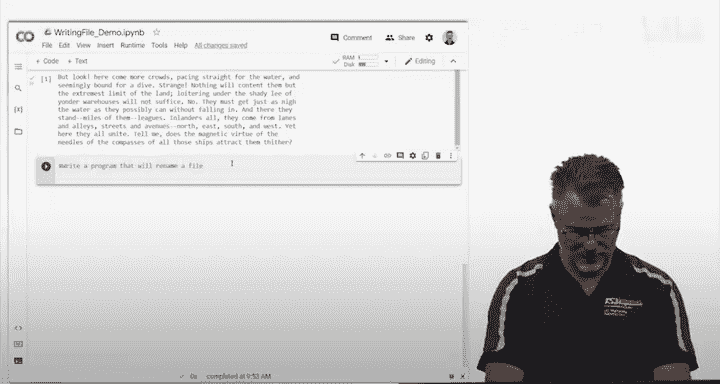 WritingFile_Demo.ipynb
Comment
Share
File Edit View Insert Runtime Tools Help All changes saved
+ Code + Text
RAM
Disk
Editing
[1] But look! here come more crowds, pacing straight for the water, and
seemingly bound for a dive. Strange! Nothing will content them but
the extremest limit of the land; loitering under the shady lee of
yonder warehouses will not suffice. No. They must get just as nigh
the water as they possibly can without falling in. And there they
stand--miles of them--leagues. Inlanders all, they come from lanes
and alleys, streets and avenues--north, east, south, and west. Yet
here they all unite. Tell me, does the magnetic virtue of the
needles of the compasses of all those ships attract them thither?
Write a program that will rename a file
0s completed at 9:53 AM